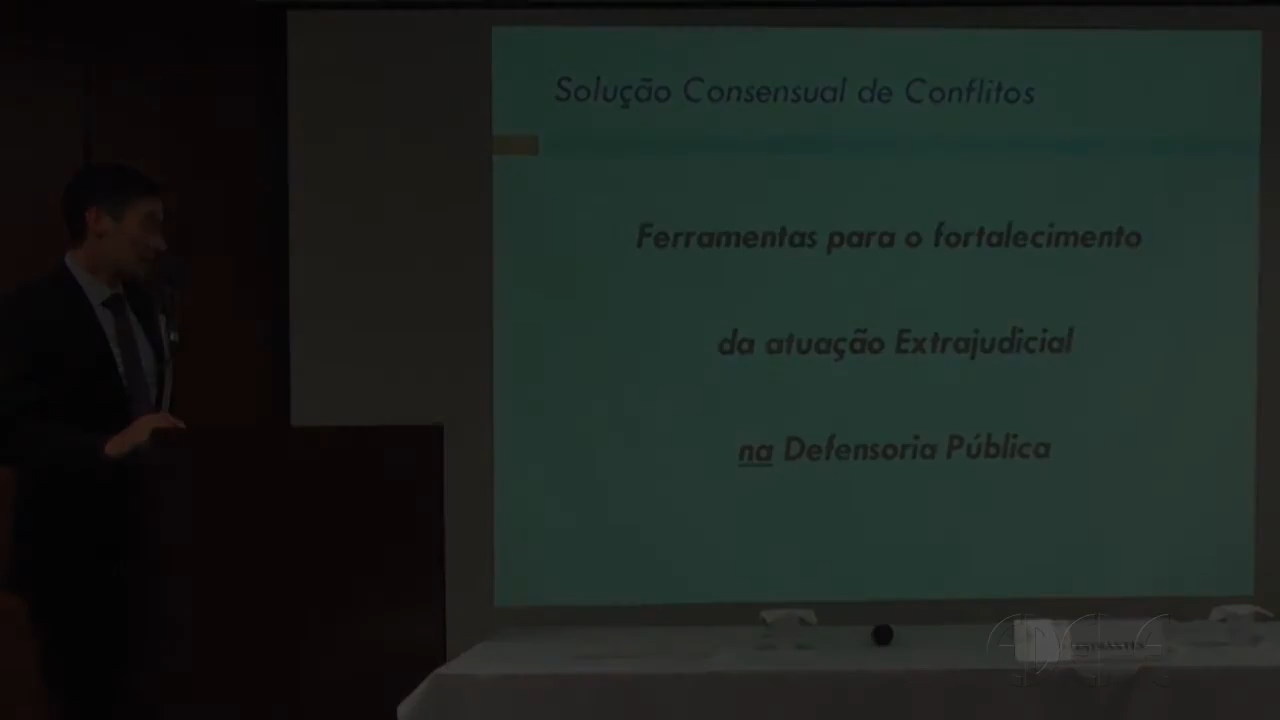 Solução Consensual de Conflitos
Ferramentas para o fortalecimento
da atuação Extrajudicial
na Defensoria Pública